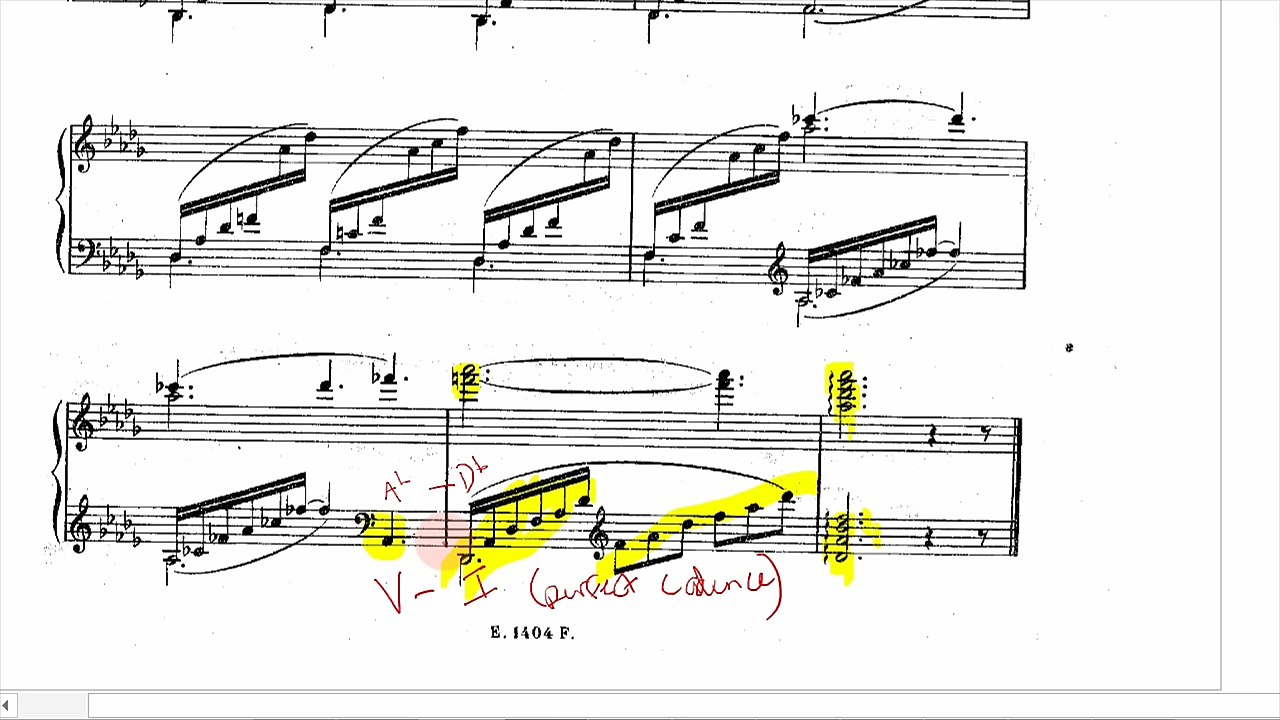 A♭ - D♭
V - I (perfect cadence)
E. 1404 F.